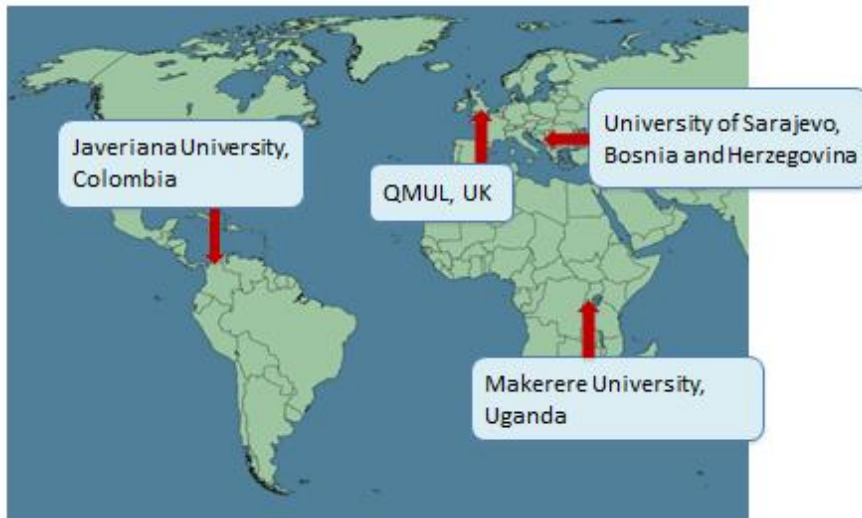 Javeriana University,
Colombia
QMUL, UK
University of Sarajevo,
Bosnia and Herzegovina
Makerere University,
Uganda